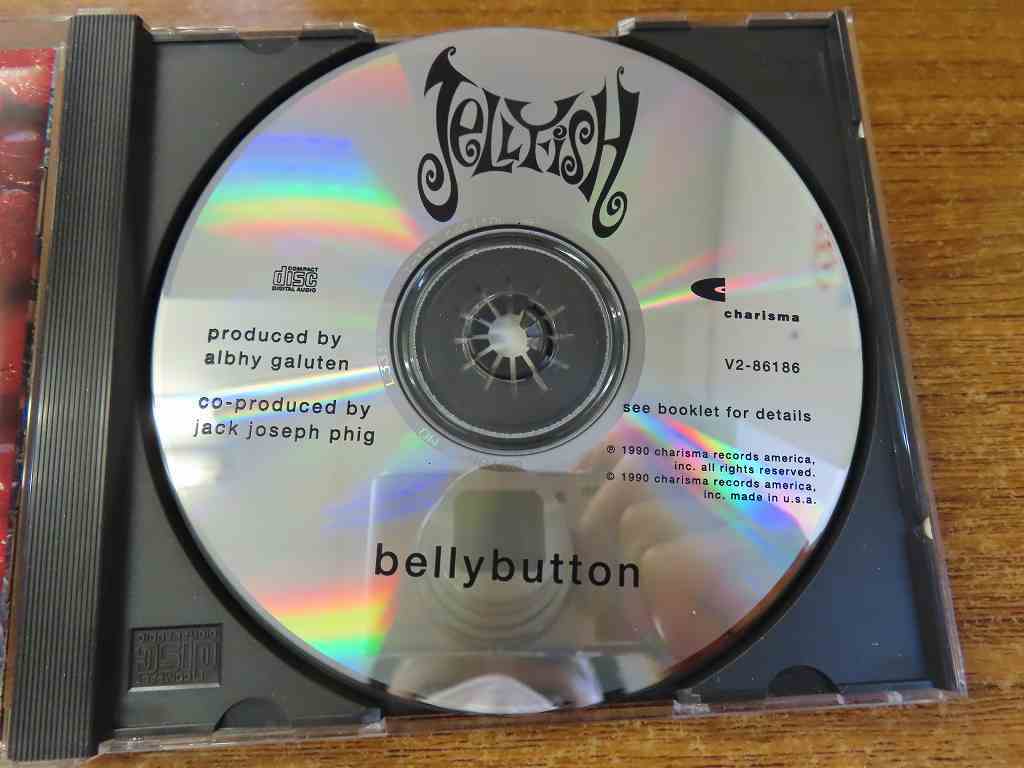 JELLYFISH
COMPACT
disc
DIGITAL AUDIO
charisma
produced by
albhy galuten
V2-86186
co-produced by
jack joseph phig
see booklet for details
℗ 1990 charisma records america,
inc. all rights reserved.
© 1990 charisma records america,
inc. made in u.s.a.
bellybutton